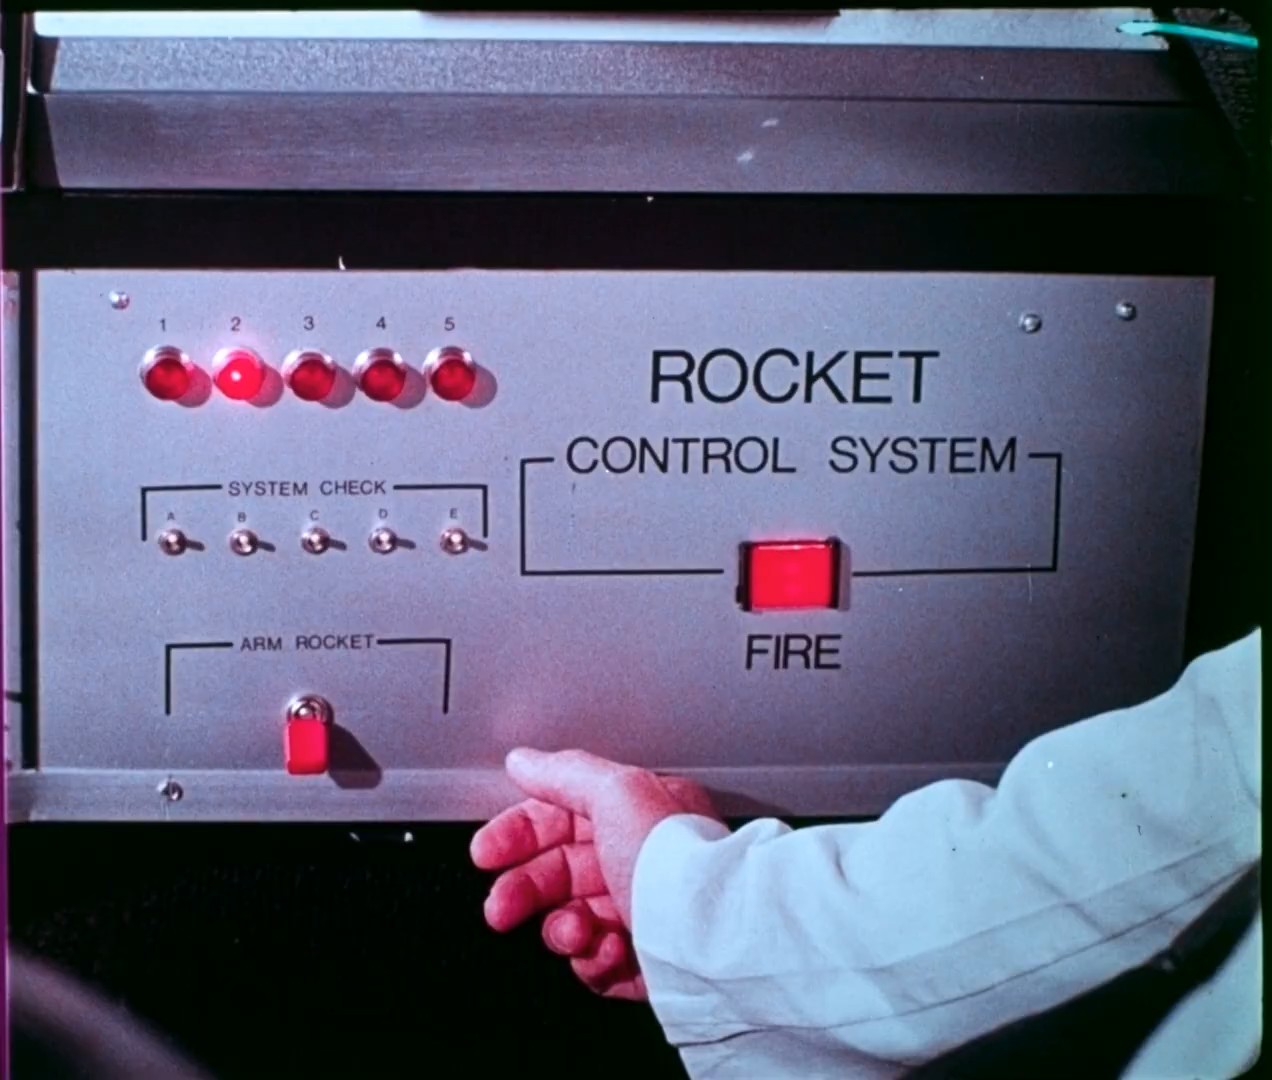 1 2 3 4 5
ROCKET
CONTROL SYSTEM
SYSTEM CHECK
A B C D E
FIRE
ARM ROCKET